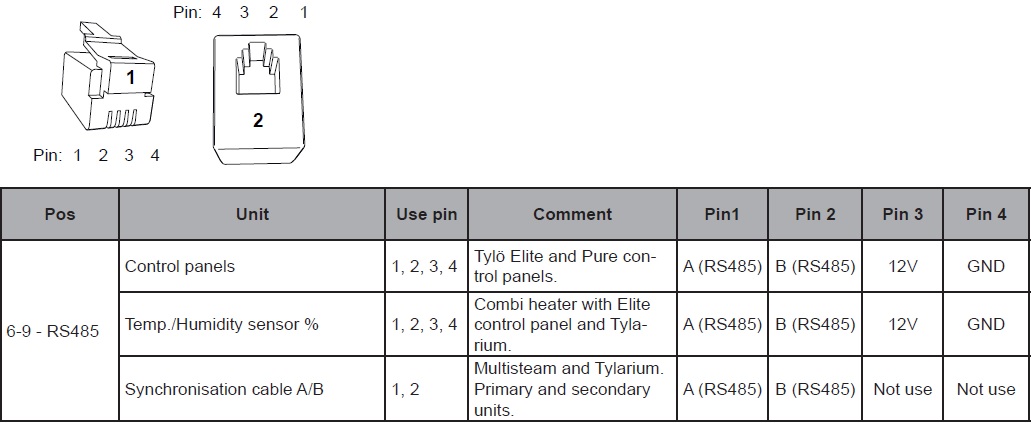 Pin: 4 3 2 1
1
2
Pin: 1 2 3 4
Pos Unit Use pin Comment Pin1 Pin 2 Pin 3 Pin 4
6-9 - RS485
Control panels 1, 2, 3, 4 Tylö Elite and Pure con-
trol panels. A (RS485) B (RS485) 12V GND
Temp./Humidity sensor % 1, 2, 3, 4 Combi heater with Elite
control panel and Tyla-
rium. A (RS485) B (RS485) 12V GND
Synchronisation cable A/B 1, 2 Multisteam and Tylarium.
Primary and secondary
units. A (RS485) B (RS485) Not use Not use